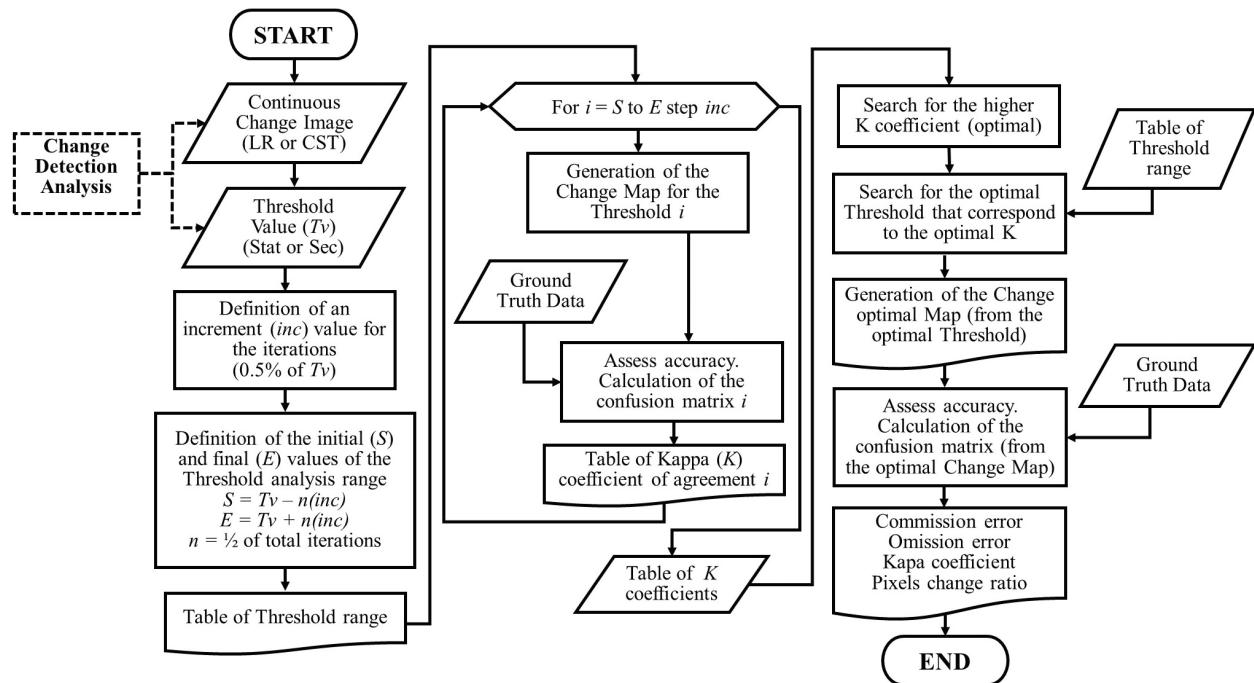 START
Continuous
Change Image
(LR or CST)
Change
Detection
Analysis
Threshold
Value (Tv)
(Stat or Sec)
Definition of an
increment (inc) value for
the iterations
(0.5% of Tv)
Definition of the initial (S)
and final (E) values of the
Threshold analysis range
S = Tv – n(inc)
E = Tv + n(inc)
n = ½ of total iterations
Table of Threshold range
For i = S to E step inc
Generation of the
Change Map for the
Threshold i
Ground
Truth Data
Assess accuracy.
Calculation of the
confusion matrix i
Table of Kappa (K)
coefficient of agreement i
Table of K
coefficients
Search for the higher
K coefficient (optimal)
Table of
Threshold
range
Search for the optimal
Threshold that correspond
to the optimal K
Generation of the Change
optimal Map (from the
optimal Threshold)
Ground
Truth Data
Assess accuracy.
Calculation of the
confusion matrix (from
the optimal Change Map)
Commission error
Omission error
Kapa coefficient
Pixels change ratio
END